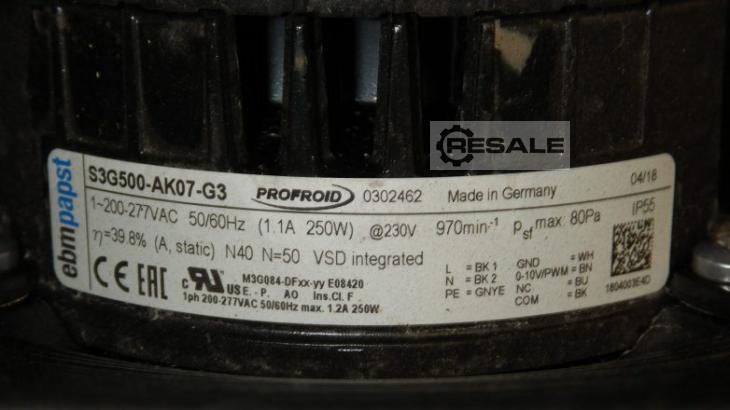 RESALE
ebmpapst
S3G500-AK07-G3 PROFROID 0302462 Made in Germany 04/18
1~200-277VAC 50/60Hz (1.1A 250W) @230V 970min⁻¹ psf max. 80Pa IP55
η=39.8% (A, static) N40 N=50 VSD integrated
CE EAC c RU US E. - P. AO Ins.Cl. F
M3G084-DFxx-yy E08420
1ph 200-277VAC 50/60Hz max. 1.2A 250W
L = BK 1 GND = WH
N = BK 2 0-10V/PWM = BN
PE = GNYE NC = BU
COM = BK
1804003E4D